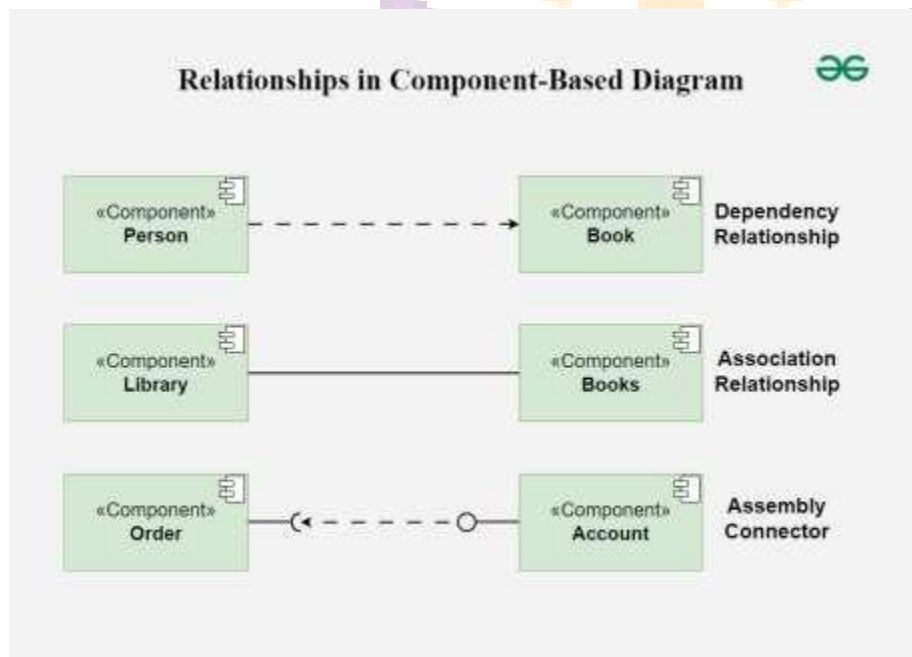 Relationships in Component-Based Diagram
«Component»
Person
«Component»
Book
Dependency
Relationship
«Component»
Library
«Component»
Books
Association
Relationship
«Component»
Order
«Component»
Account
Assembly
Connector